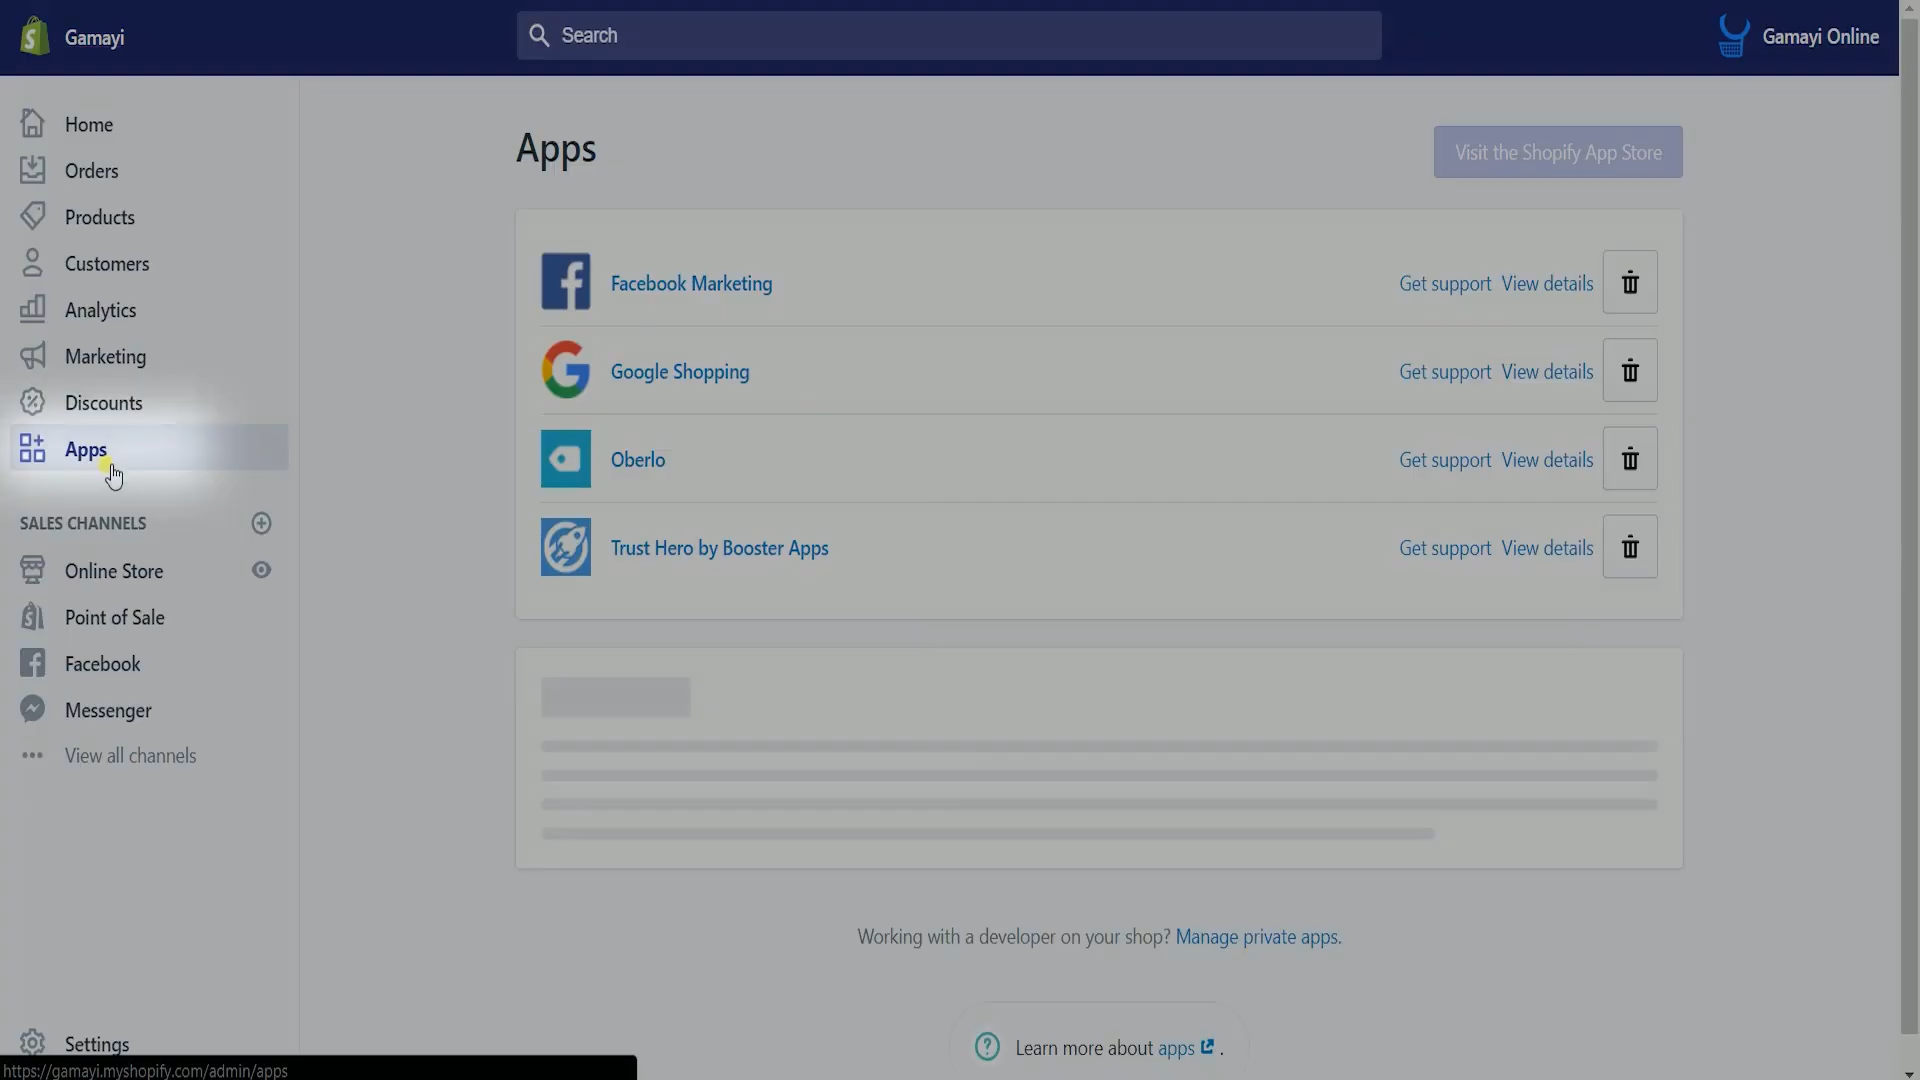 Gamayi
Search
Gamayi Online
Home
Orders
Products
Customers
Analytics
Marketing
Discounts
Apps
SALES CHANNELS
Online Store
Point of Sale
Facebook
Messenger
View all channels
Settings
Apps
Visit the Shopify App Store
Facebook Marketing Get support View details
Google Shopping Get support View details
Oberlo Get support View details
Trust Hero by Booster Apps Get support View details
Working with a developer on your shop? Manage private apps.
Learn more about apps .
https://gamayi.myshopify.com/admin/apps